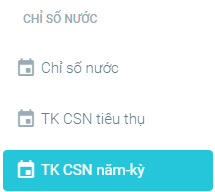 CHỈ SỐ NƯỚC
Chỉ số nước
TK CSN tiêu thụ
TK CSN năm-kỳ